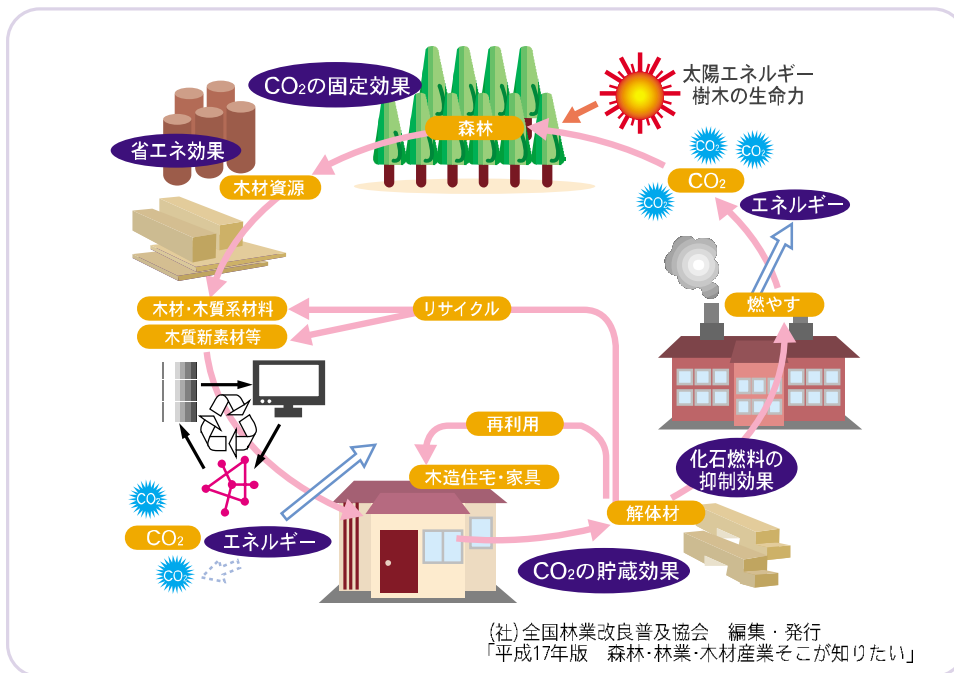 CO₂の固定効果
太陽エネルギー
樹木の生命力
森林
省エネ効果
木材資源
CO₂
CO₂
CO₂
CO₂
エネルギー
木材・木質系材料
リサイクル
燃やす
木質新素材等
再利用
化石燃料の
抑制効果
木造住宅・家具
CO₂
解体材
CO₂
エネルギー
CO₂
CO₂の貯蔵効果
(社)全国林業改良普及協会　編集・発行
「平成17年版　森林・林業・木材産業そこが知りたい」